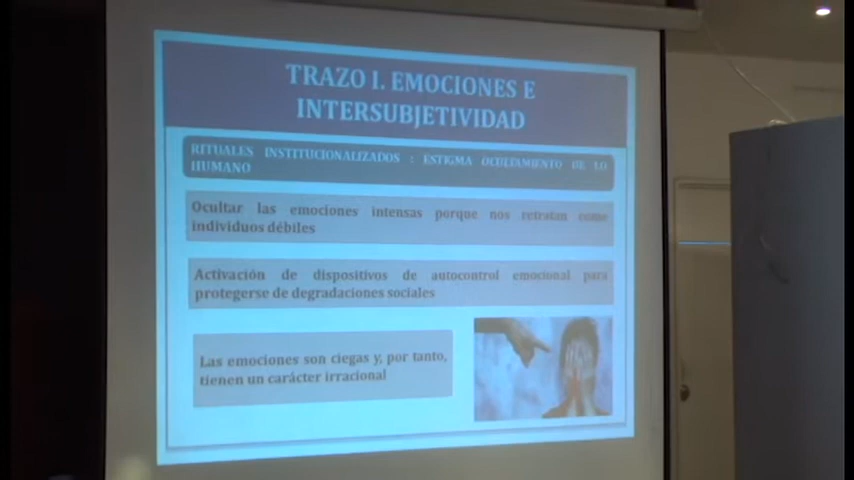 TRAZO I. EMOCIONES E
INTERSUBJETIVIDAD
RITUALES INSTITUCIONALIZADOS : ESTIGMA OCULTAMIENTO DE LO
HUMANO
Ocultar las emociones intensas porque nos retratan como
individuos débiles
Activación de dispositivos de autocontrol emocional para
protegerse de degradaciones sociales
Las emociones son ciegas y, por tanto,
tienen un carácter irracional